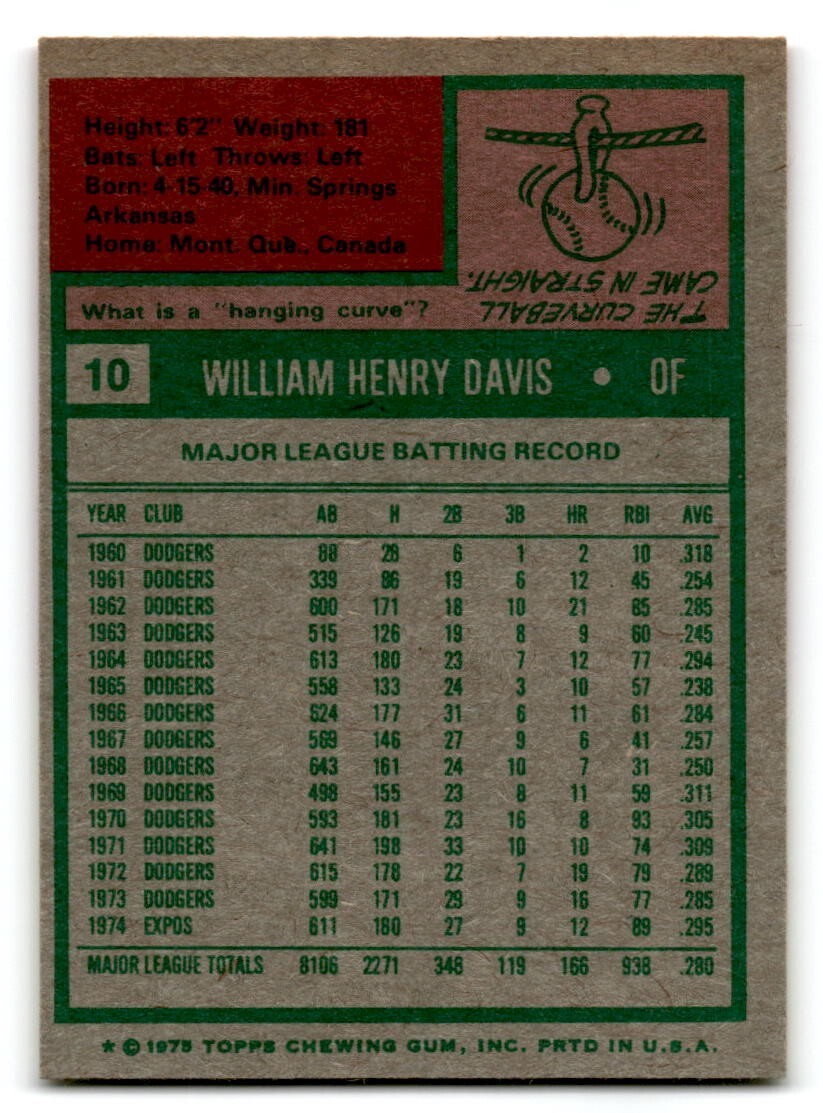 Height: 6'2" Weight: 181
Bats: Left Throws: Left
Born: 4-15-40, Min. Springs
Arkansas
Home: Mont. Que., Canada
What is a "hanging curve"?
THE CURVEBALL
CAME IN STRAIGHT.
10 WILLIAM HENRY DAVIS • OF
MAJOR LEAGUE BATTING RECORD
YEAR CLUB AB H 2B 3B HR RBI AVG
1960 DODGERS 88 28 6 1 2 10 .318
1961 DODGERS 339 86 19 6 12 45 .254
1962 DODGERS 600 171 18 10 21 85 .285
1963 DODGERS 515 126 19 8 9 60 .245
1964 DODGERS 613 180 23 7 12 77 .294
1965 DODGERS 558 133 24 3 10 57 .238
1966 DODGERS 624 177 31 6 11 61 .284
1967 DODGERS 569 146 27 9 6 41 .257
1968 DODGERS 643 161 24 10 7 31 .250
1969 DODGERS 498 155 23 8 11 59 .311
1970 DODGERS 593 181 23 16 8 93 .305
1971 DODGERS 641 198 33 10 10 74 .309
1972 DODGERS 615 178 22 7 19 79 .289
1973 DODGERS 599 171 29 9 16 77 .285
1974 EXPOS 611 180 27 9 12 89 .295
MAJOR LEAGUE TOTALS 8106 2271 348 119 166 938 .280
* © 1975 TOPPS CHEWING GUM, INC. PRTD IN U.S.A.